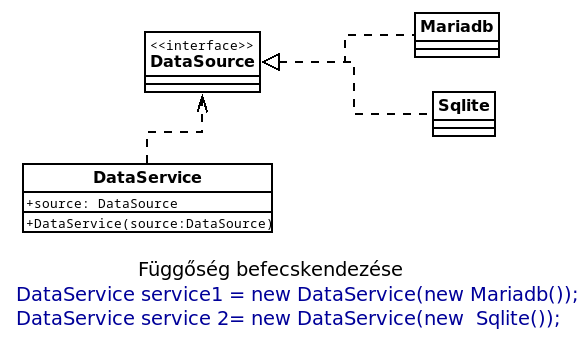 <<interface>>
DataSource
Mariadb
Sqlite
DataService
+source: DataSource
+DataService(source:DataSource)
Függőség befecskendezése
DataService service1 = new DataService(new Mariadb());
DataService service 2= new DataService(new  Sqlite());